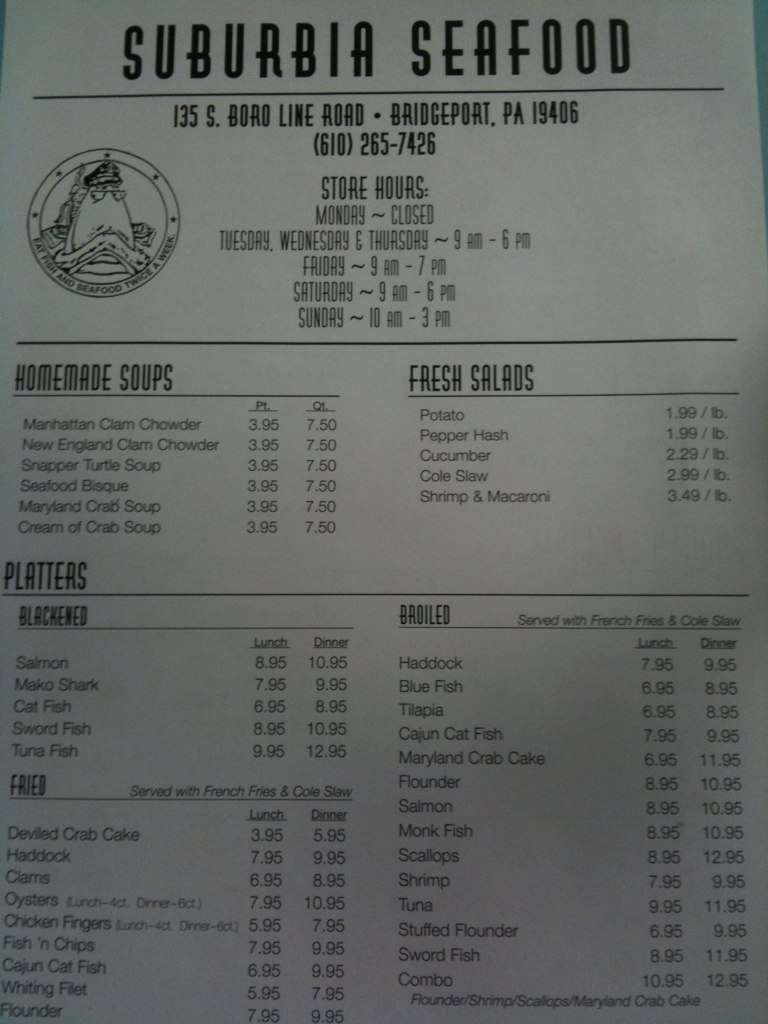 SUBURBIA SEAFOOD
135 S. BORO LINE ROAD • BRIDGEPORT, PA 19406
(610) 265-7426
EAT FISH AND SEAFOOD TWICE A WEEK
STORE HOURS:
MONDAY ~ CLOSED
TUESDAY, WEDNESDAY & THURSDAY ~ 9 AM - 6 PM
FRIDAY ~ 9 AM - 7 PM
SATURDAY ~ 9 AM - 6 PM
SUNDAY ~ 10 AM - 3 PM
HOMEMADE SOUPS
Pt. Qt.
Manhattan Clam Chowder 3.95 7.50
New England Clam Chowder 3.95 7.50
Snapper Turtle Soup 3.95 7.50
Seafood Bisque 3.95 7.50
Maryland Crab Soup 3.95 7.50
Cream of Crab Soup 3.95 7.50
FRESH SALADS
Potato 1.99 / lb.
Pepper Hash 1.99 / lb.
Cucumber 2.29 / lb.
Cole Slaw 2.99 / lb.
Shrimp & Macaroni 3.49 / lb.
PLATTERS
BLACKENED
Lunch Dinner
Salmon 8.95 10.95
Mako Shark 7.95 9.95
Cat Fish 6.95 8.95
Sword Fish 8.95 10.95
Tuna Fish 9.95 12.95
FRIED Served with French Fries & Cole Slaw
Lunch Dinner
Deviled Crab Cake 3.95 5.95
Haddock 7.95 9.95
Clams 6.95 8.95
Oysters (Lunch-4ct. Dinner-6ct.) 7.95 10.95
Chicken Fingers (Lunch-4ct. Dinner-6ct.) 5.95 7.95
Fish 'n Chips 7.95 9.95
Cajun Cat Fish 6.95 9.95
Whiting Filet 5.95 7.95
Flounder 7.95 9.95
BROILED Served with French Fries & Cole Slaw
Lunch Dinner
Haddock 7.95 9.95
Blue Fish 6.95 8.95
Tilapia 6.95 8.95
Cajun Cat Fish 7.95 9.95
Maryland Crab Cake 6.95 11.95
Flounder 8.95 10.95
Salmon 8.95 10.95
Monk Fish 8.95 10.95
Scallops 8.95 12.95
Shrimp 7.95 9.95
Tuna 9.95 11.95
Stuffed Flounder 6.95 9.95
Sword Fish 8.95 11.95
Combo 10.95 12.95
Flounder/Shrimp/Scallops/Maryland Crab Cake